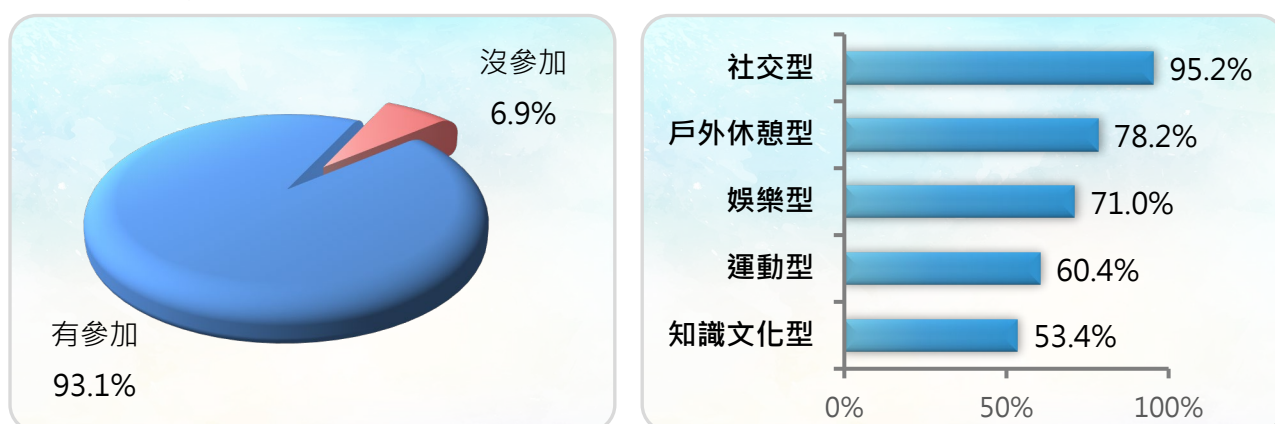 沒參加
6.9%
有參加
93.1%
社交型 95.2%
戶外休憩型 78.2%
娛樂型 71.0%
運動型 60.4%
知識文化型 53.4%
0% 50% 100%